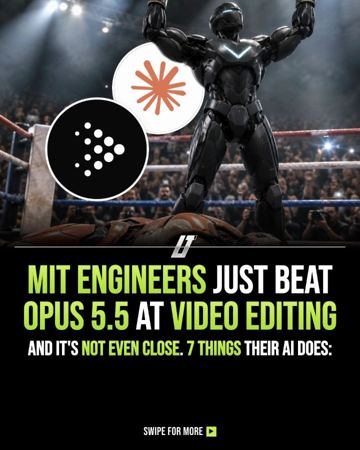 MIT ENGINEERS JUST BEAT
OPUS 5.5 AT VIDEO EDITING
AND IT'S NOT EVEN CLOSE. 7 THINGS THEIR AI DOES:
SWIPE FOR MORE